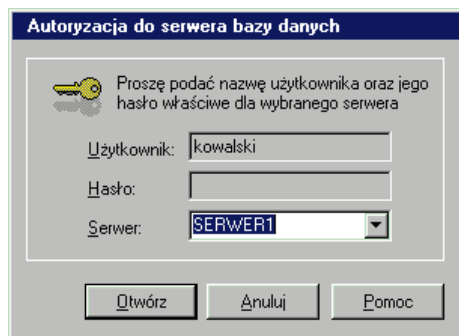 Autoryzacja do serwera bazy danych
Proszę podać nazwę użytkownika oraz jego
hasło właściwe dla wybranego serwera
Użytkownik: kowalski
Hasło:
Serwer: SERWER1
Otwórz Anuluj Pomoc